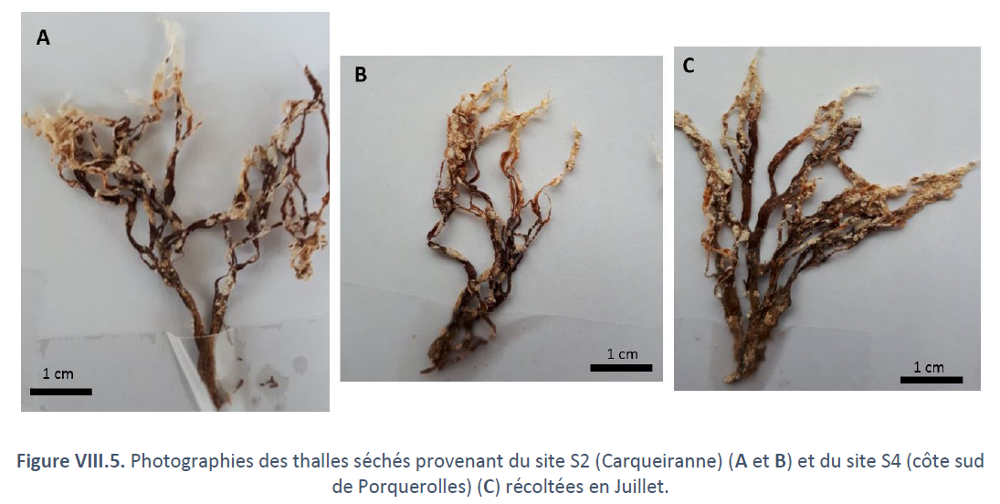 A
B
C
1 cm
1 cm
1 cm
Figure VIII.5. Photographies des thalles séchés provenant du site S2 (Carqueiranne) (A et B) et du site S4 (côte sud
de Porquerolles) (C) récoltées en Juillet.